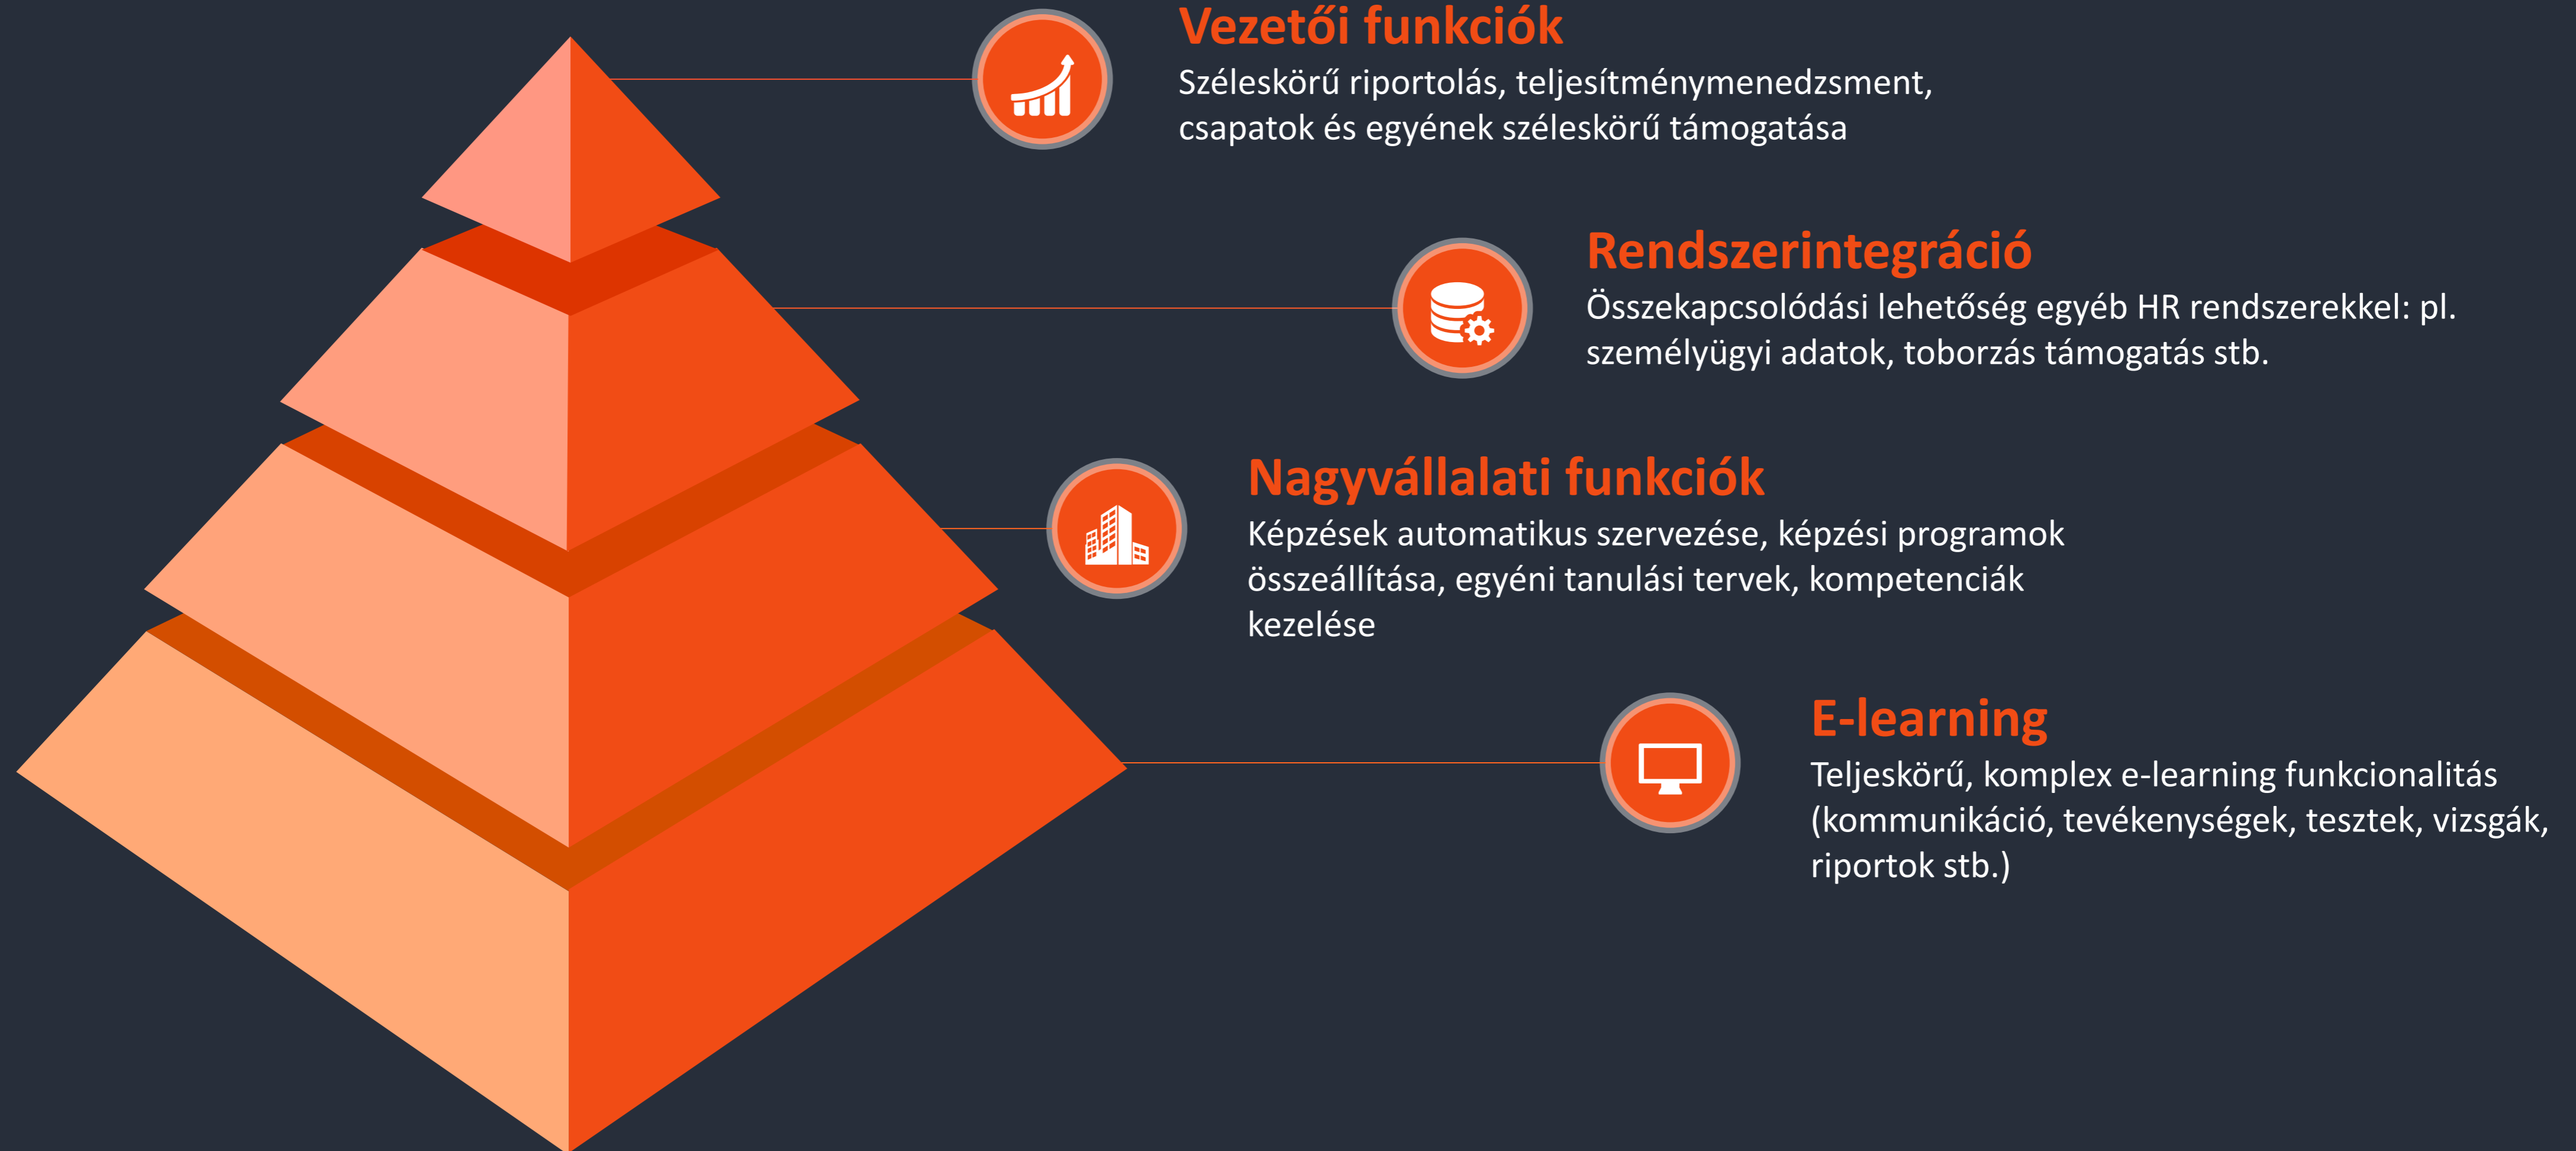 Vezetői funkciók
Széleskörű riportolás, teljesítménymenedzsment,
csapatok és egyének széleskörű támogatása
Rendszerintegráció
Összekapcsolódási lehetőség egyéb HR rendszerekkel: pl.
személyügyi adatok, toborzás támogatás stb.
Nagyvállalati funkciók
Képzések automatikus szervezése, képzési programok
összeállítása, egyéni tanulási tervek, kompetenciák
kezelése
E-learning
Teljeskörű, komplex e-learning funkcionalitás
(kommunikáció, tevékenységek, tesztek, vizsgák,
riportok stb.)